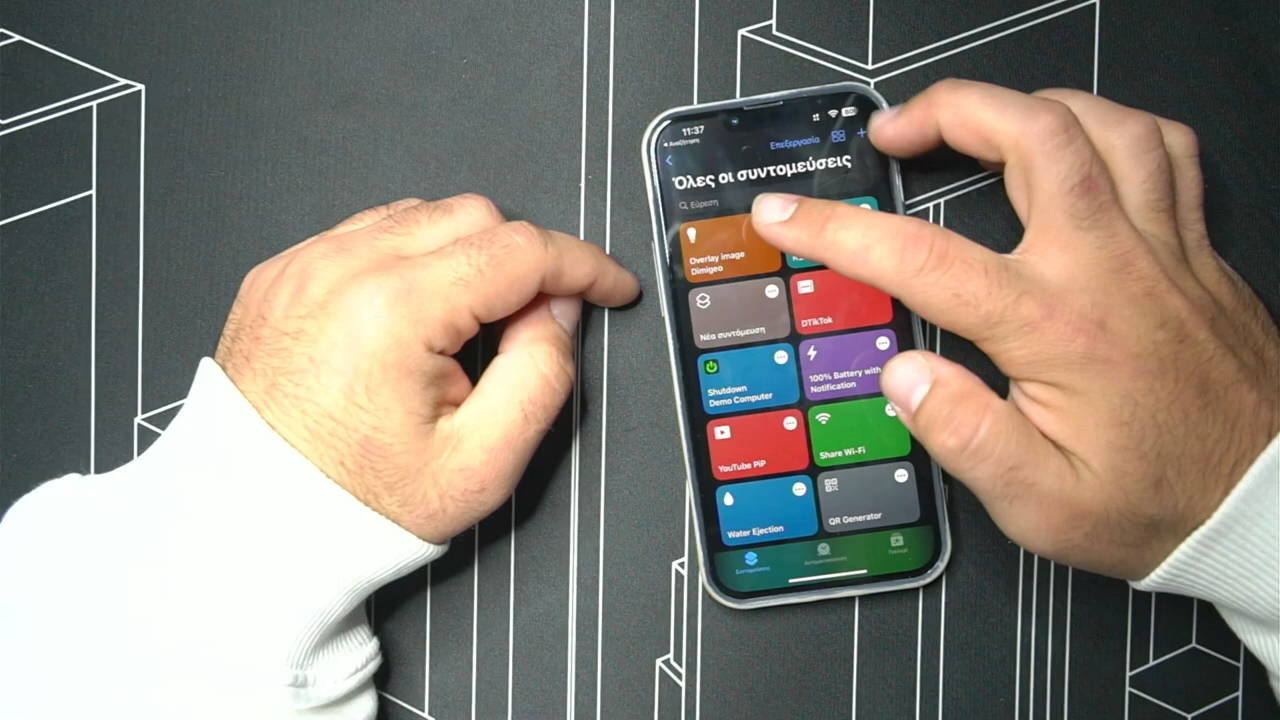 11:37
◂ Αναζήτηση
Επεξεργασία
Όλες οι συντομεύσεις
Εύρεση
Overlay image
Dimigeo
Νέα συντόμευση
DTikTok
Shutdown
Demo Computer
100% Battery with
Notification
YouTube PiP
Share Wi-Fi
Water Ejection
QR Generator
Συντομεύσεις